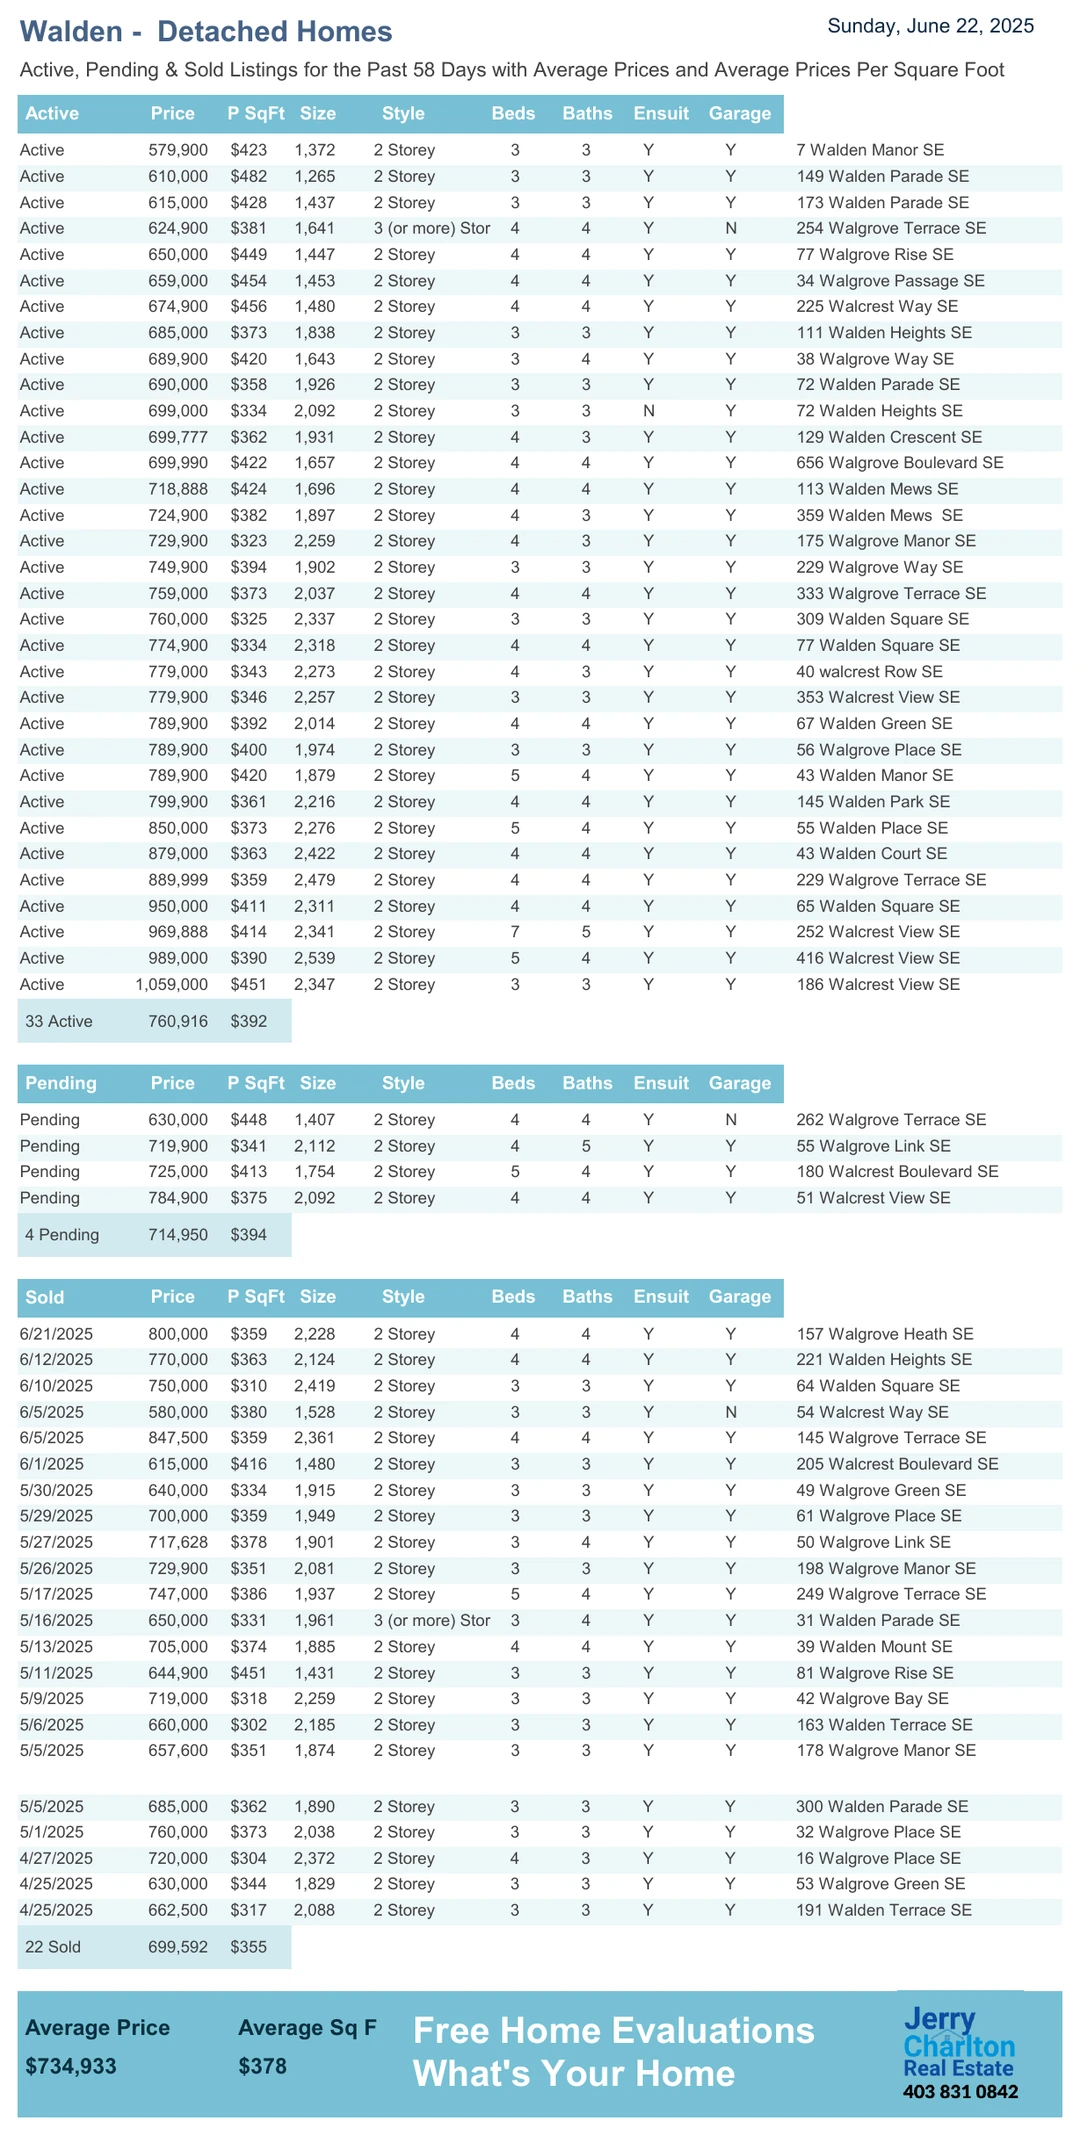 Walden -  Detached Homes
Sunday, June 22, 2025
Active, Pending & Sold Listings for the Past 58 Days with Average Prices and Average Prices Per Square Foot
Active Price P SqFt Size Style Beds Baths Ensuit Garage
Active 579,900 $423 1,372 2 Storey 3 3 Y Y 7 Walden Manor SE
Active 610,000 $482 1,265 2 Storey 3 3 Y Y 149 Walden Parade SE
Active 615,000 $428 1,437 2 Storey 3 3 Y Y 173 Walden Parade SE
Active 624,900 $381 1,641 3 (or more) Stor 4 4 Y N 254 Walgrove Terrace SE
Active 650,000 $449 1,447 2 Storey 4 4 Y Y 77 Walgrove Rise SE
Active 659,000 $454 1,453 2 Storey 4 4 Y Y 34 Walgrove Passage SE
Active 674,900 $456 1,480 2 Storey 4 4 Y Y 225 Walcrest Way SE
Active 685,000 $373 1,838 2 Storey 3 3 Y Y 111 Walden Heights SE
Active 689,900 $420 1,643 2 Storey 3 4 Y Y 38 Walgrove Way SE
Active 690,000 $358 1,926 2 Storey 3 3 Y Y 72 Walden Parade SE
Active 699,000 $334 2,092 2 Storey 3 3 N Y 72 Walden Heights SE
Active 699,777 $362 1,931 2 Storey 4 3 Y Y 129 Walden Crescent SE
Active 699,990 $422 1,657 2 Storey 4 4 Y Y 656 Walgrove Boulevard SE
Active 718,888 $424 1,696 2 Storey 4 4 Y Y 113 Walden Mews SE
Active 724,900 $382 1,897 2 Storey 4 3 Y Y 359 Walden Mews  SE
Active 729,900 $323 2,259 2 Storey 4 3 Y Y 175 Walgrove Manor SE
Active 749,900 $394 1,902 2 Storey 3 3 Y Y 229 Walgrove Way SE
Active 759,000 $373 2,037 2 Storey 4 4 Y Y 333 Walgrove Terrace SE
Active 760,000 $325 2,337 2 Storey 3 3 Y Y 309 Walden Square SE
Active 774,900 $334 2,318 2 Storey 4 4 Y Y 77 Walden Square SE
Active 779,000 $343 2,273 2 Storey 4 3 Y Y 40 walcrest Row SE
Active 779,900 $346 2,257 2 Storey 3 3 Y Y 353 Walcrest View SE
Active 789,900 $392 2,014 2 Storey 4 4 Y Y 67 Walden Green SE
Active 789,900 $400 1,974 2 Storey 3 3 Y Y 56 Walgrove Place SE
Active 789,900 $420 1,879 2 Storey 5 4 Y Y 43 Walden Manor SE
Active 799,900 $361 2,216 2 Storey 4 4 Y Y 145 Walden Park SE
Active 850,000 $373 2,276 2 Storey 5 4 Y Y 55 Walden Place SE
Active 879,000 $363 2,422 2 Storey 4 4 Y Y 43 Walden Court SE
Active 889,999 $359 2,479 2 Storey 4 4 Y Y 229 Walgrove Terrace SE
Active 950,000 $411 2,311 2 Storey 4 4 Y Y 65 Walden Square SE
Active 969,888 $414 2,341 2 Storey 7 5 Y Y 252 Walcrest View SE
Active 989,000 $390 2,539 2 Storey 5 4 Y Y 416 Walcrest View SE
Active 1,059,000 $451 2,347 2 Storey 3 3 Y Y 186 Walcrest View SE
33 Active 760,916 $392
Pending Price P SqFt Size Style Beds Baths Ensuit Garage
Pending 630,000 $448 1,407 2 Storey 4 4 Y N 262 Walgrove Terrace SE
Pending 719,900 $341 2,112 2 Storey 4 5 Y Y 55 Walgrove Link SE
Pending 725,000 $413 1,754 2 Storey 5 4 Y Y 180 Walcrest Boulevard SE
Pending 784,900 $375 2,092 2 Storey 4 4 Y Y 51 Walcrest View SE
4 Pending 714,950 $394
Sold Price P SqFt Size Style Beds Baths Ensuit Garage
6/21/2025 800,000 $359 2,228 2 Storey 4 4 Y Y 157 Walgrove Heath SE
6/12/2025 770,000 $363 2,124 2 Storey 4 4 Y Y 221 Walden Heights SE
6/10/2025 750,000 $310 2,419 2 Storey 3 3 Y Y 64 Walden Square SE
6/5/2025 580,000 $380 1,528 2 Storey 3 3 Y N 54 Walcrest Way SE
6/5/2025 847,500 $359 2,361 2 Storey 4 4 Y Y 145 Walgrove Terrace SE
6/1/2025 615,000 $416 1,480 2 Storey 3 3 Y Y 205 Walcrest Boulevard SE
5/30/2025 640,000 $334 1,915 2 Storey 3 3 Y Y 49 Walgrove Green SE
5/29/2025 700,000 $359 1,949 2 Storey 3 3 Y Y 61 Walgrove Place SE
5/27/2025 717,628 $378 1,901 2 Storey 3 4 Y Y 50 Walgrove Link SE
5/26/2025 729,900 $351 2,081 2 Storey 3 3 Y Y 198 Walgrove Manor SE
5/17/2025 747,000 $386 1,937 2 Storey 5 4 Y Y 249 Walgrove Terrace SE
5/16/2025 650,000 $331 1,961 3 (or more) Stor 3 4 Y Y 31 Walden Parade SE
5/13/2025 705,000 $374 1,885 2 Storey 4 4 Y Y 39 Walden Mount SE
5/11/2025 644,900 $451 1,431 2 Storey 3 3 Y Y 81 Walgrove Rise SE
5/9/2025 719,000 $318 2,259 2 Storey 3 3 Y Y 42 Walgrove Bay SE
5/6/2025 660,000 $302 2,185 2 Storey 3 3 Y Y 163 Walden Terrace SE
5/5/2025 657,600 $351 1,874 2 Storey 3 3 Y Y 178 Walgrove Manor SE
5/5/2025 685,000 $362 1,890 2 Storey 3 3 Y Y 300 Walden Parade SE
5/1/2025 760,000 $373 2,038 2 Storey 3 3 Y Y 32 Walgrove Place SE
4/27/2025 720,000 $304 2,372 2 Storey 4 3 Y Y 16 Walgrove Place SE
4/25/2025 630,000 $344 1,829 2 Storey 3 3 Y Y 53 Walgrove Green SE
4/25/2025 662,500 $317 2,088 2 Storey 3 3 Y Y 191 Walden Terrace SE
22 Sold 699,592 $355
Average Price Average Sq F
$734,933 $378
Free Home Evaluations
What's Your Home
Jerry
Charlton
Real Estate
403 831 0842